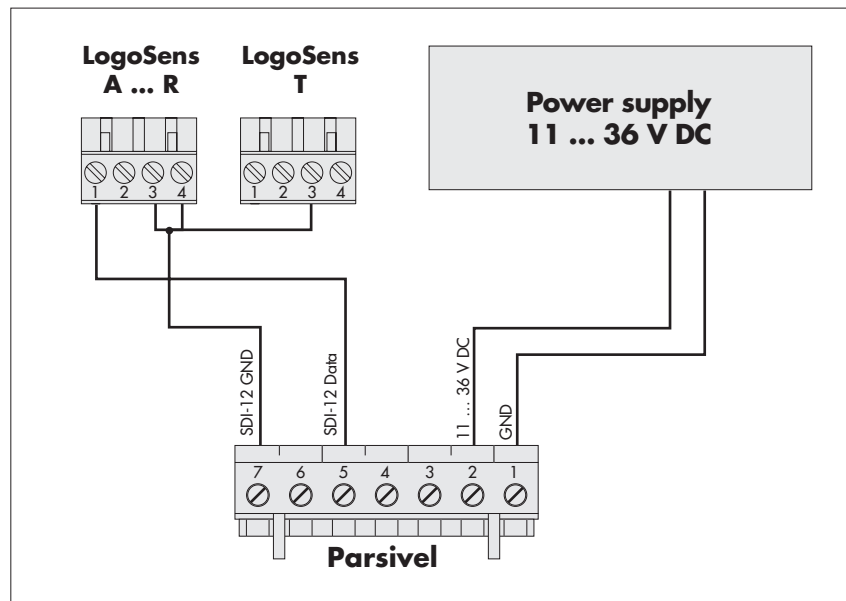 LogoSens
A ... R
LogoSens
T
Power supply
11 ... 36 V DC
1 2 3 4
1 2 3 4
SDI-12 GND
SDI-12 Data
11 ... 36 V DC
GND
7 6 5 4 3 2 1
Parsivel